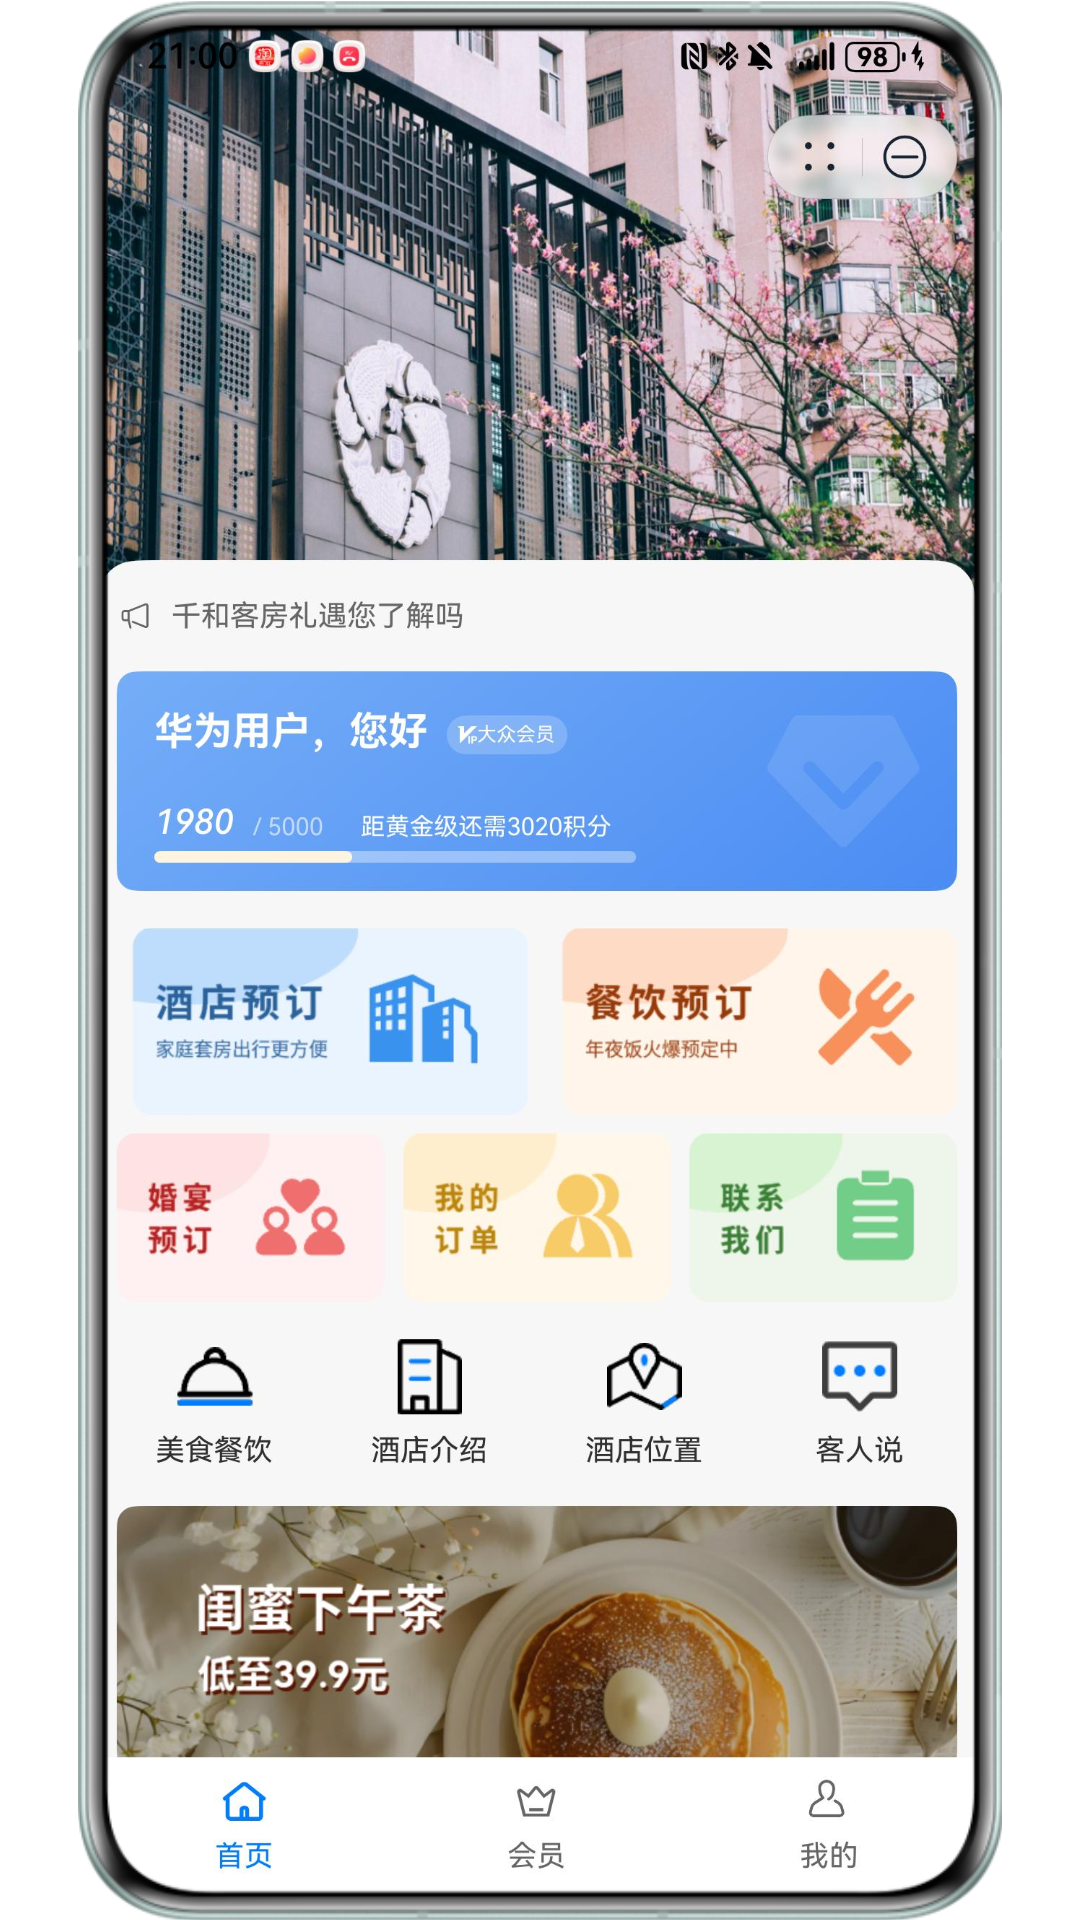 21:00
98
千和客房礼遇您了解吗
华为用户，您好
VIP大众会员
1980 / 5000 距黄金级还需3020积分
酒店预订
家庭套房出行更方便
餐饮预订
年夜饭火爆预定中
婚宴
预订
我的
订单
联系
我们
美食餐饮
酒店介绍
酒店位置
客人说
闺蜜下午茶
低至39.9元
首页
会员
我的